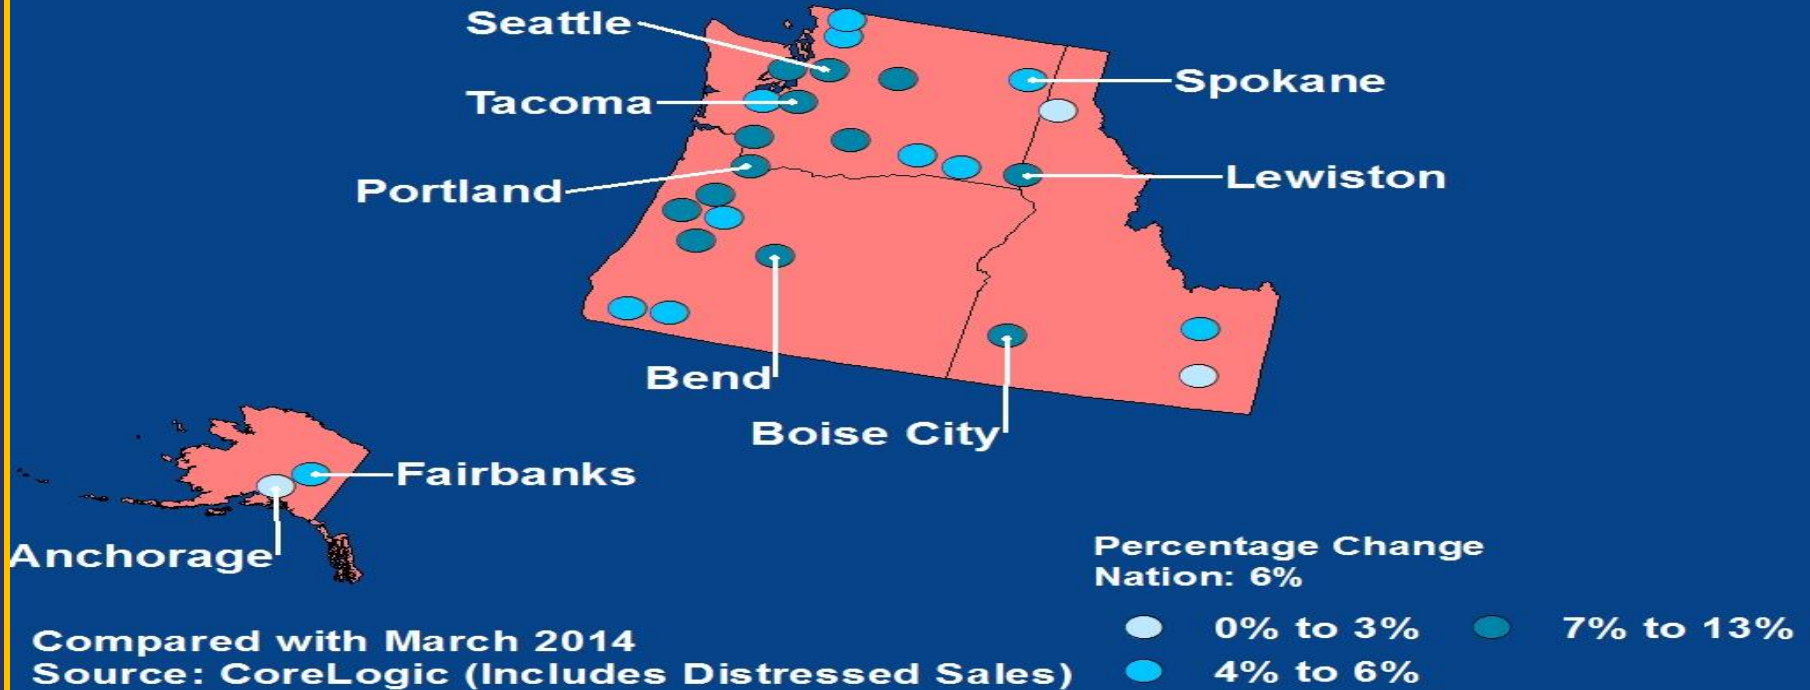 Seattle
Spokane
Tacoma
Lewiston
Portland
Bend
Boise City
Fairbanks
Anchorage
Percentage Change
Nation: 6%
0% to 3%
7% to 13%
4% to 6%
Compared with March 2014
Source: CoreLogic (Includes Distressed Sales)